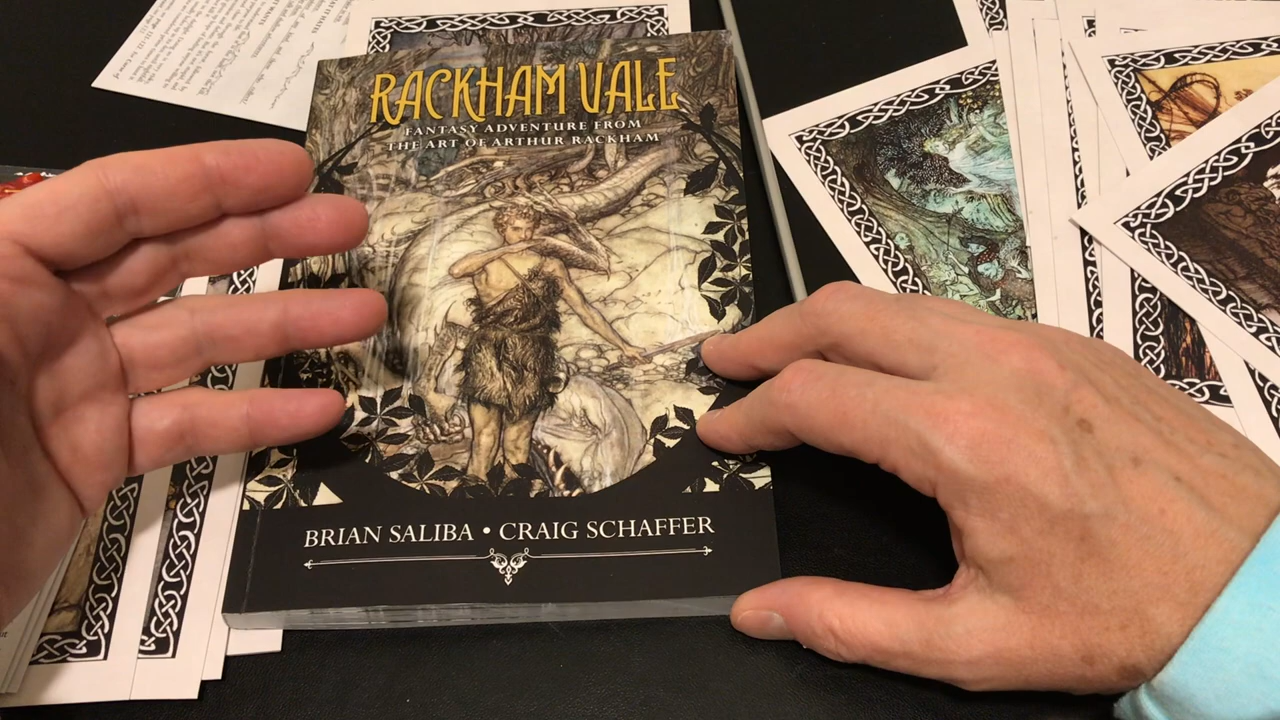 RACKHAM VALE
FANTASY ADVENTURE FROM
THE ART OF ARTHUR RACKHAM
BRIAN SALIBA • CRAIG SCHAFFER